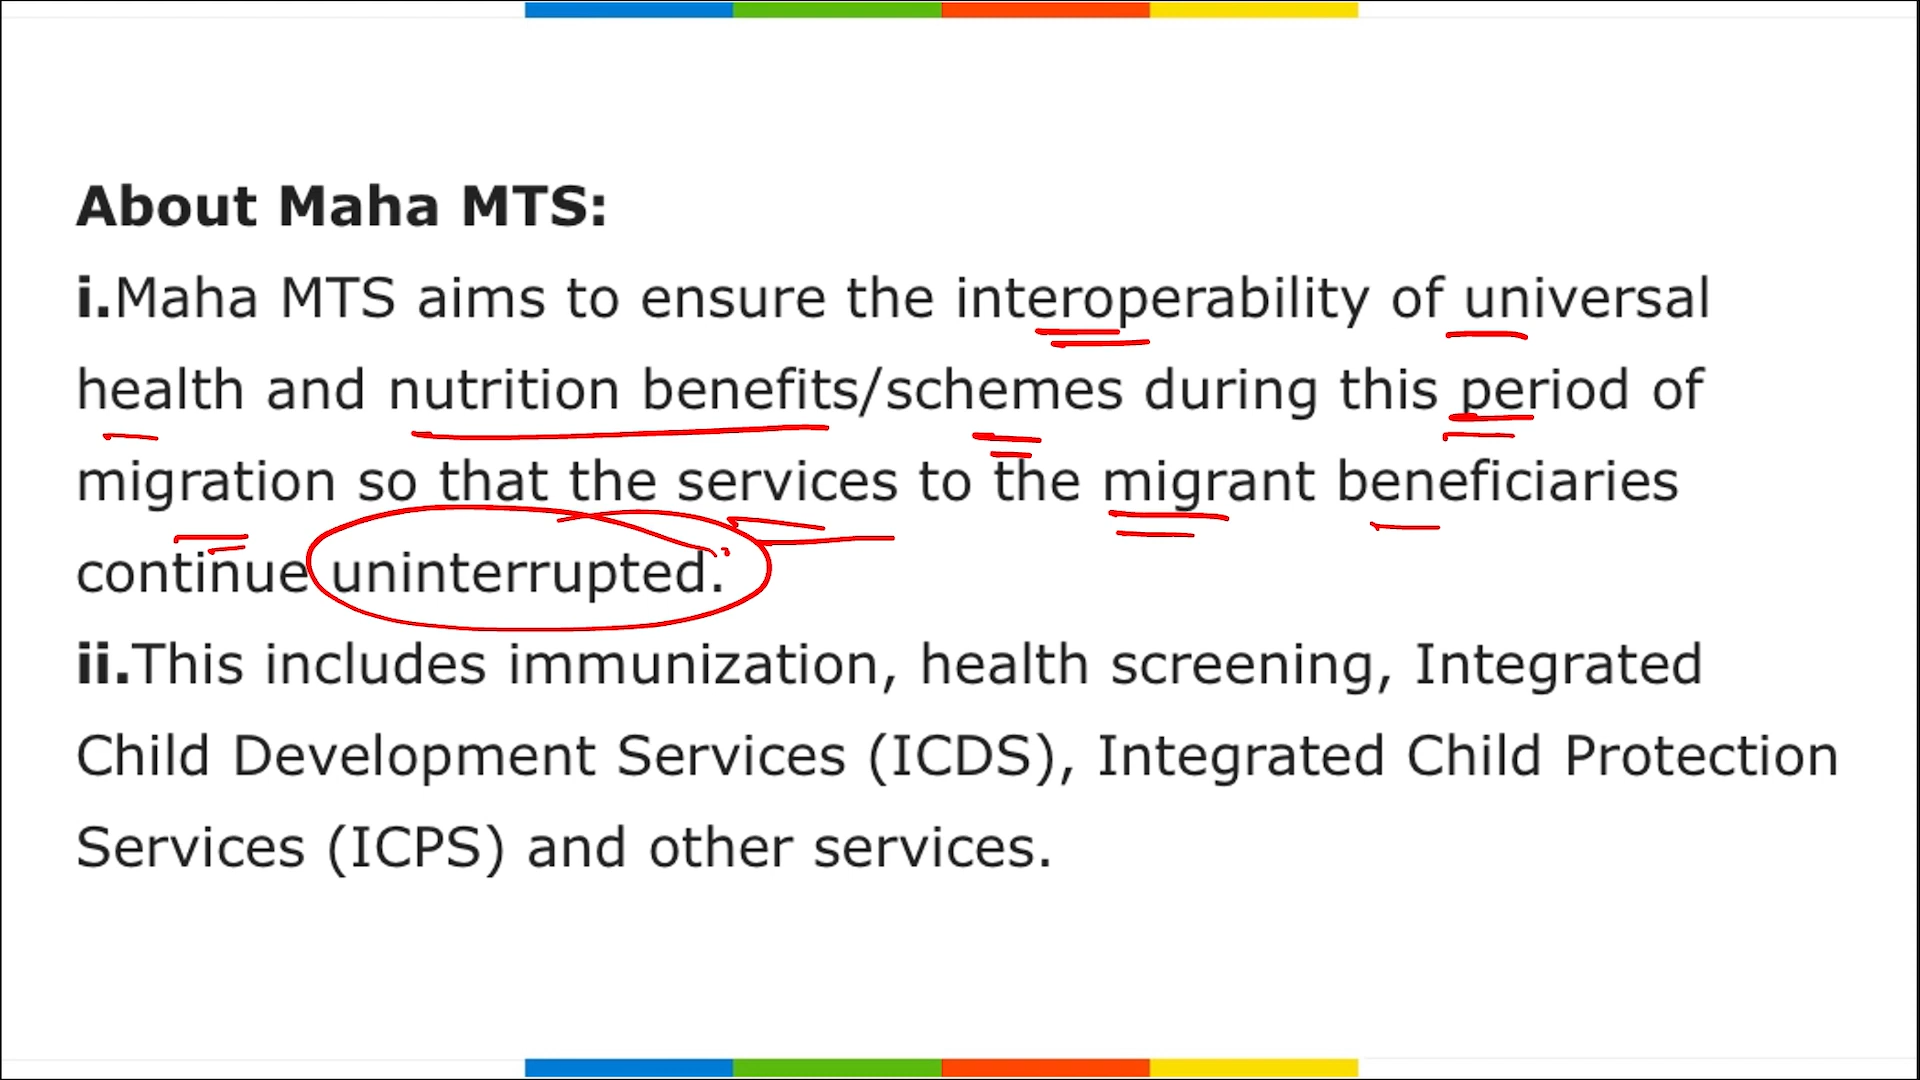 About Maha MTS:
i.Maha MTS aims to ensure the interoperability of universal
health and nutrition benefits/schemes during this period of
migration so that the services to the migrant beneficiaries
continue uninterrupted.
ii.This includes immunization, health screening, Integrated
Child Development Services (ICDS), Integrated Child Protection
Services (ICPS) and other services.